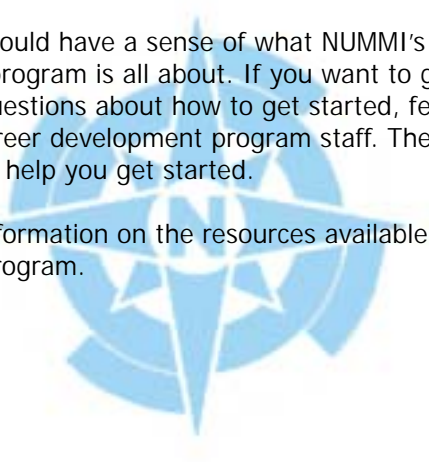 ould have a sense of what NUMMI's
program is all about. If you want to g
uestions about how to get started, fe
reer development program staff. The
help you get started.
formation on the resources available
rogram.
N